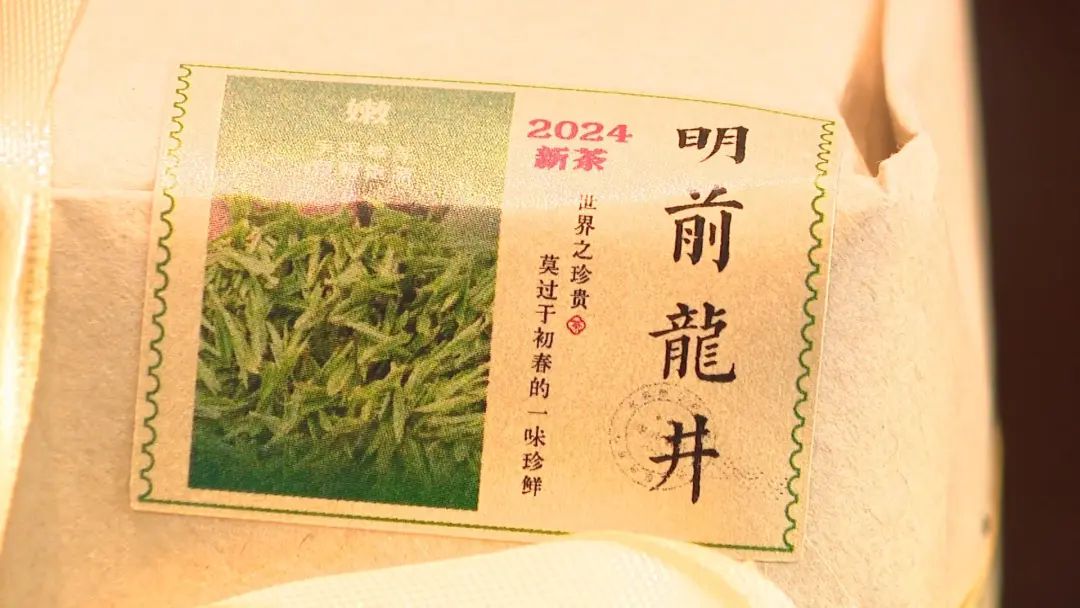 明前龍井
2024
新茶
世界之珍贵
莫过于初春的一味珍鲜
嫩